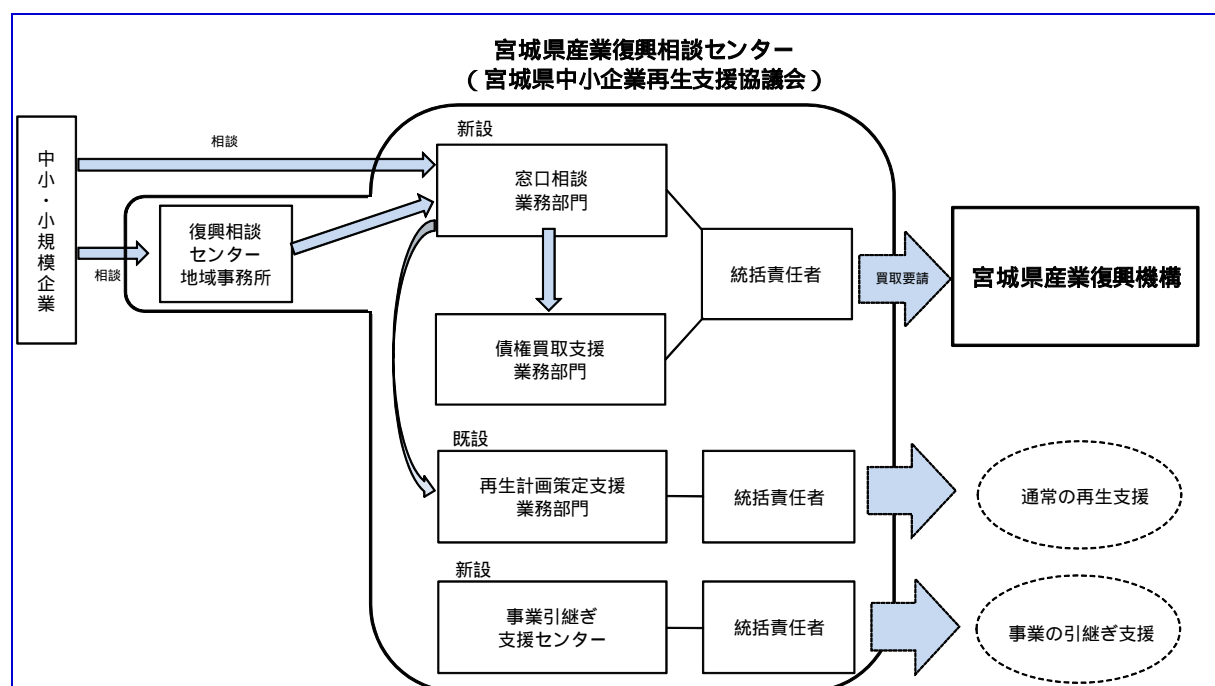 宮城県産業復興相談センター
（宮城県中小企業再生支援協議会）
中小・小規模企業
相談
相談
復興相談
センター
地域事務所
新設
窓口相談
業務部門
債権買取支援
業務部門
統括責任者
買取要請
宮城県産業復興機構
既設
再生計画策定支援
業務部門
統括責任者
通常の再生支援
新設
事業引継ぎ
支援センター
統括責任者
事業の引継ぎ支援